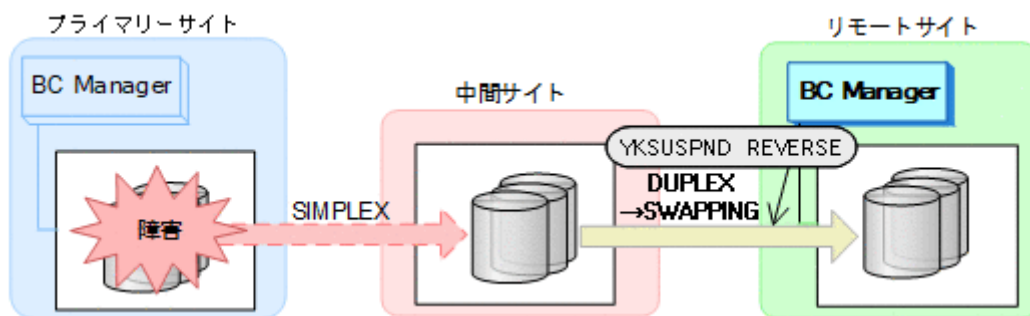 プライマリーサイト
リモートサイト
BC Manager
中間サイト
BC Manager
YKSUSPND REVERSE
DUPLEX
→SWAPPING
障害
SIMPLEX